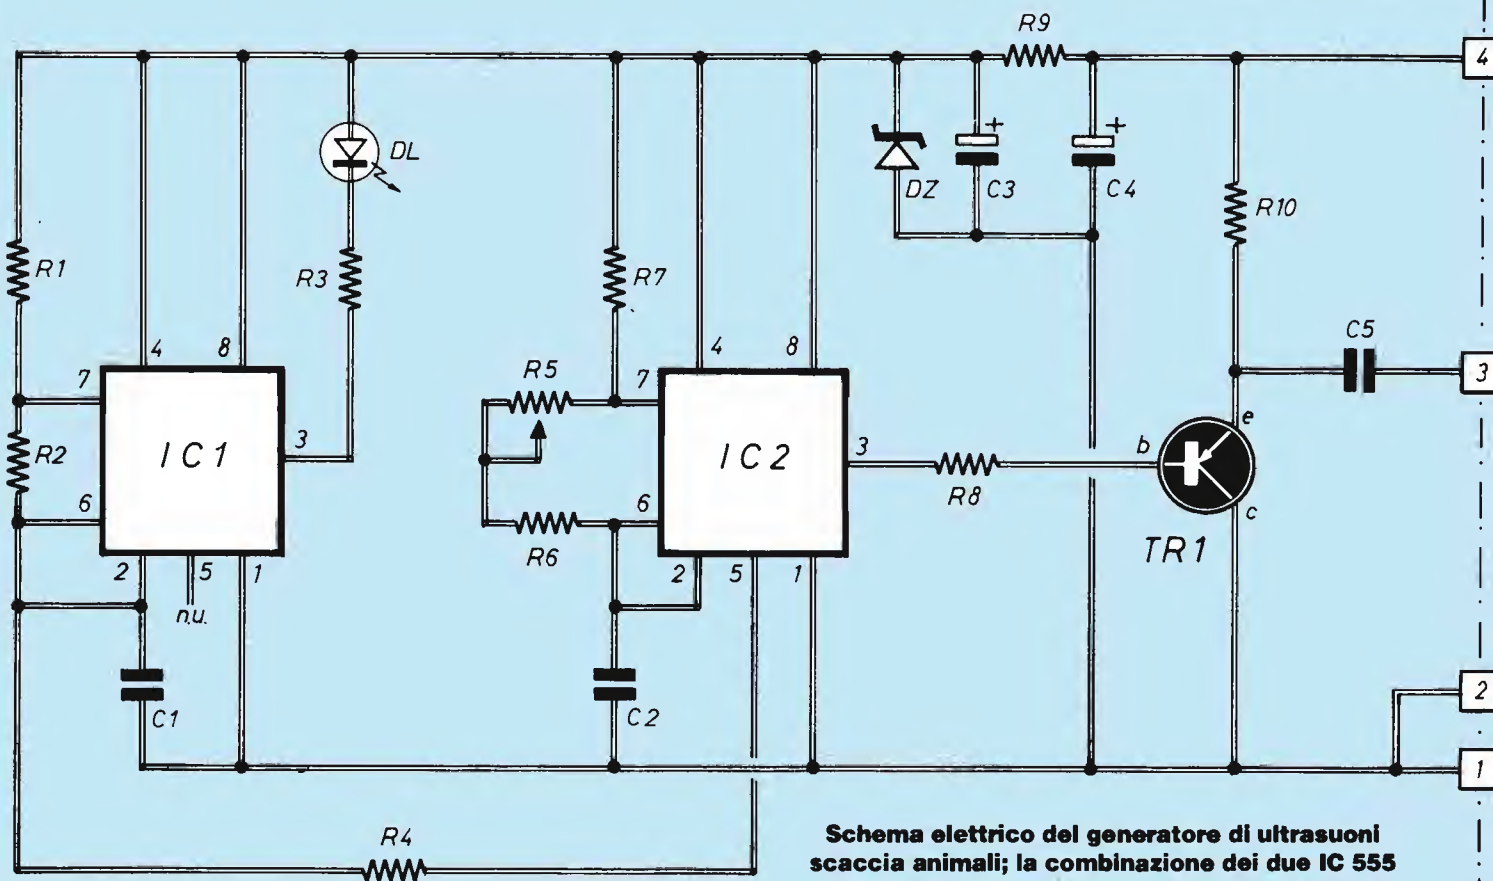 R9
4
DL
DZ
C3
C4
R10
R1
R3
R7
4
8
4
8
C5
7
R5
7
3
e
IC1
3
IC2
3
b
R2
R8
6
6
c
R6
TR1
2
5
1
2
5
1
n.u.
2
C1
C2
1
R4
Schema elettrico del generatore di ultrasuoni
scaccia animali; la combinazione dei due IC 555